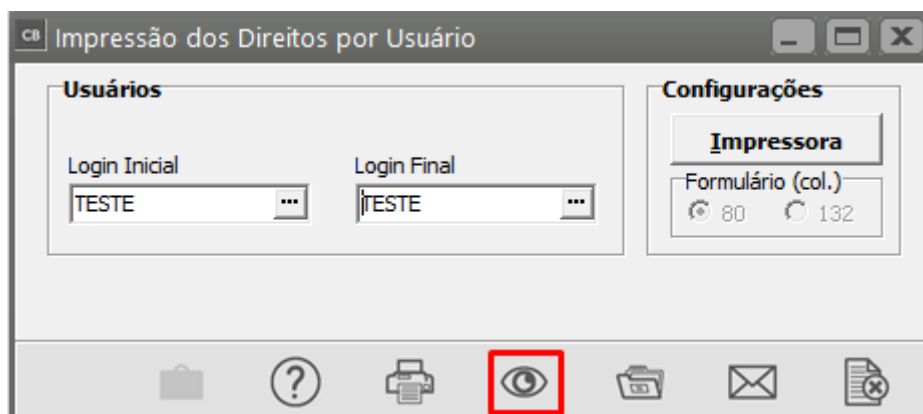 CB Impressão dos Direitos por Usuário
Usuários
Login Inicial
Login Final
TESTE ...
TESTE ...
Configurações
Impressora
Formulário (col.)
80 132
?